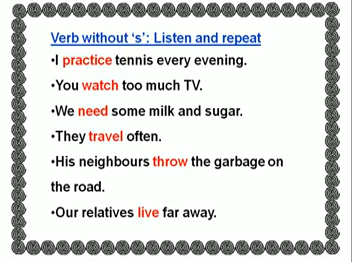 Verb without ‘s’: Listen and repeat
•I practice tennis every evening.
•You watch too much TV.
•We need some milk and sugar.
•They travel often.
•His neighbours throw the garbage on
the road.
•Our relatives live far away.